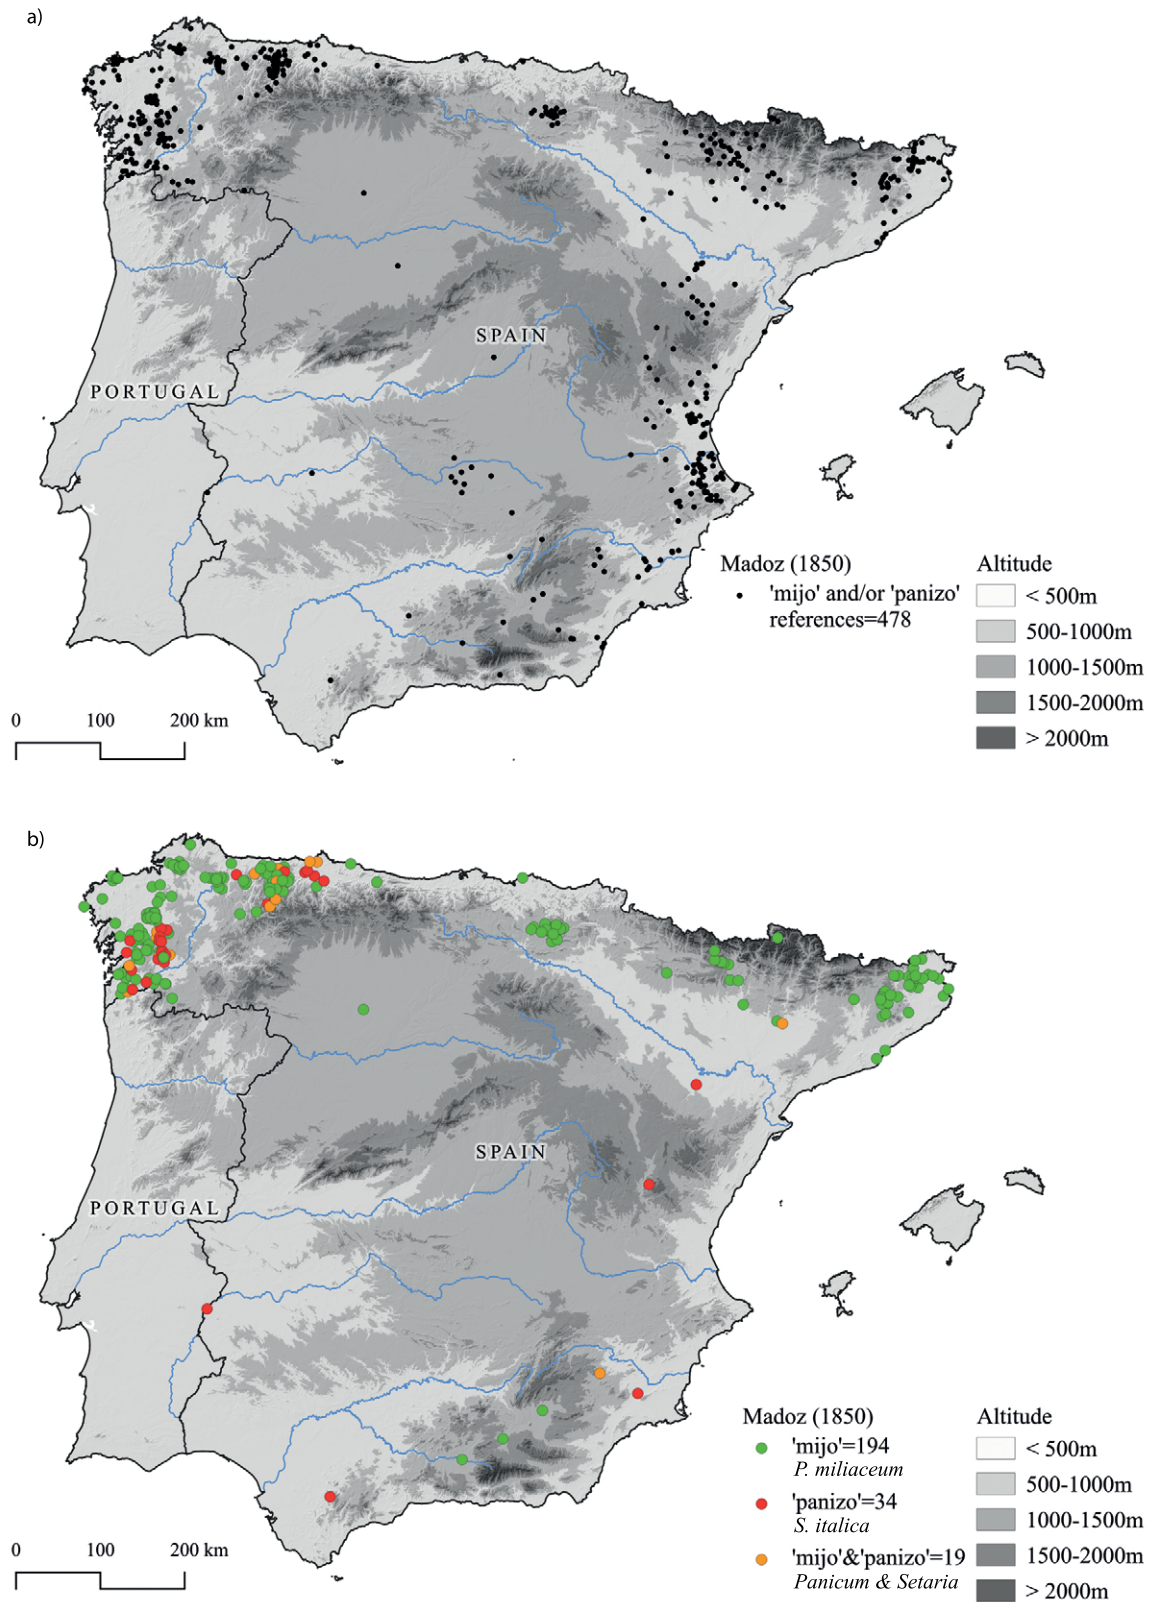 a)
SPAIN
PORTUGAL
Madoz (1850)
'mijo' and/or 'panizo'
references=478
Altitude
< 500m
500-1000m
1000-1500m
1500-2000m
> 2000m
0 100 200 km
b)
SPAIN
PORTUGAL
Madoz (1850)
'mijo'=194
P. miliaceum
'panizo'=34
S. italica
'mijo'&'panizo'=19
Panicum & Setaria
Altitude
< 500m
500-1000m
1000-1500m
1500-2000m
> 2000m
0 100 200 km